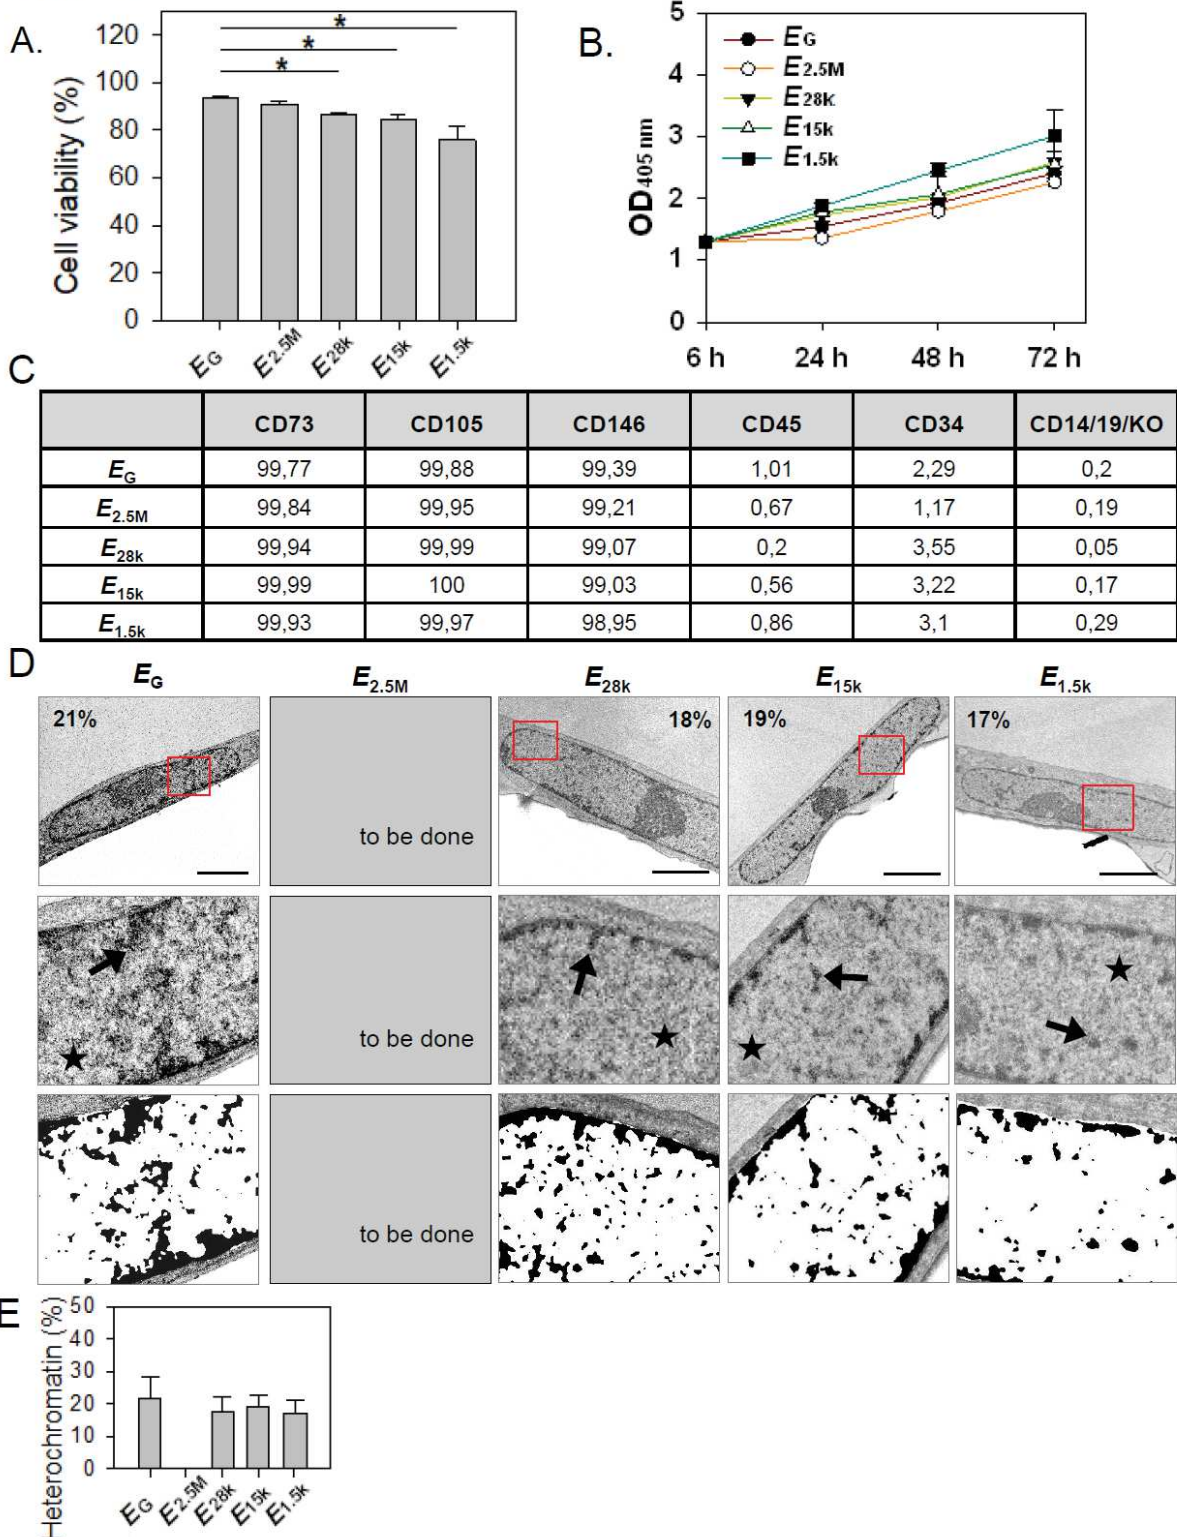 A.
120
100
80
60
40
20
0
Cell viability (%)
* 
*
*
EG
E2.5M
E28k
E15k
E1.5k
B.
5
4
3
2
1
0
OD405 nm
EG
E2.5M
E28k
E15k
E1.5k
6 h 24 h 48 h 72 h
C
CD73 CD105 CD146 CD45 CD34 CD14/19/KO
EG 99,77 99,88 99,39 1,01 2,29 0,2
E2.5M 99,84 99,95 99,21 0,67 1,17 0,19
E28k 99,94 99,99 99,07 0,2 3,55 0,05
E15k 99,99 100 99,03 0,56 3,22 0,17
E1.5k 99,93 99,97 98,95 0,86 3,1 0,29
D
EG E2.5M E28k E15k E1.5k
21% 18% 19% 17%
to be done
to be done
to be done
E
50
40
30
20
10
0
Heterochromatin (%)
EG
E2.5M
E28k
E15k
E1.5k